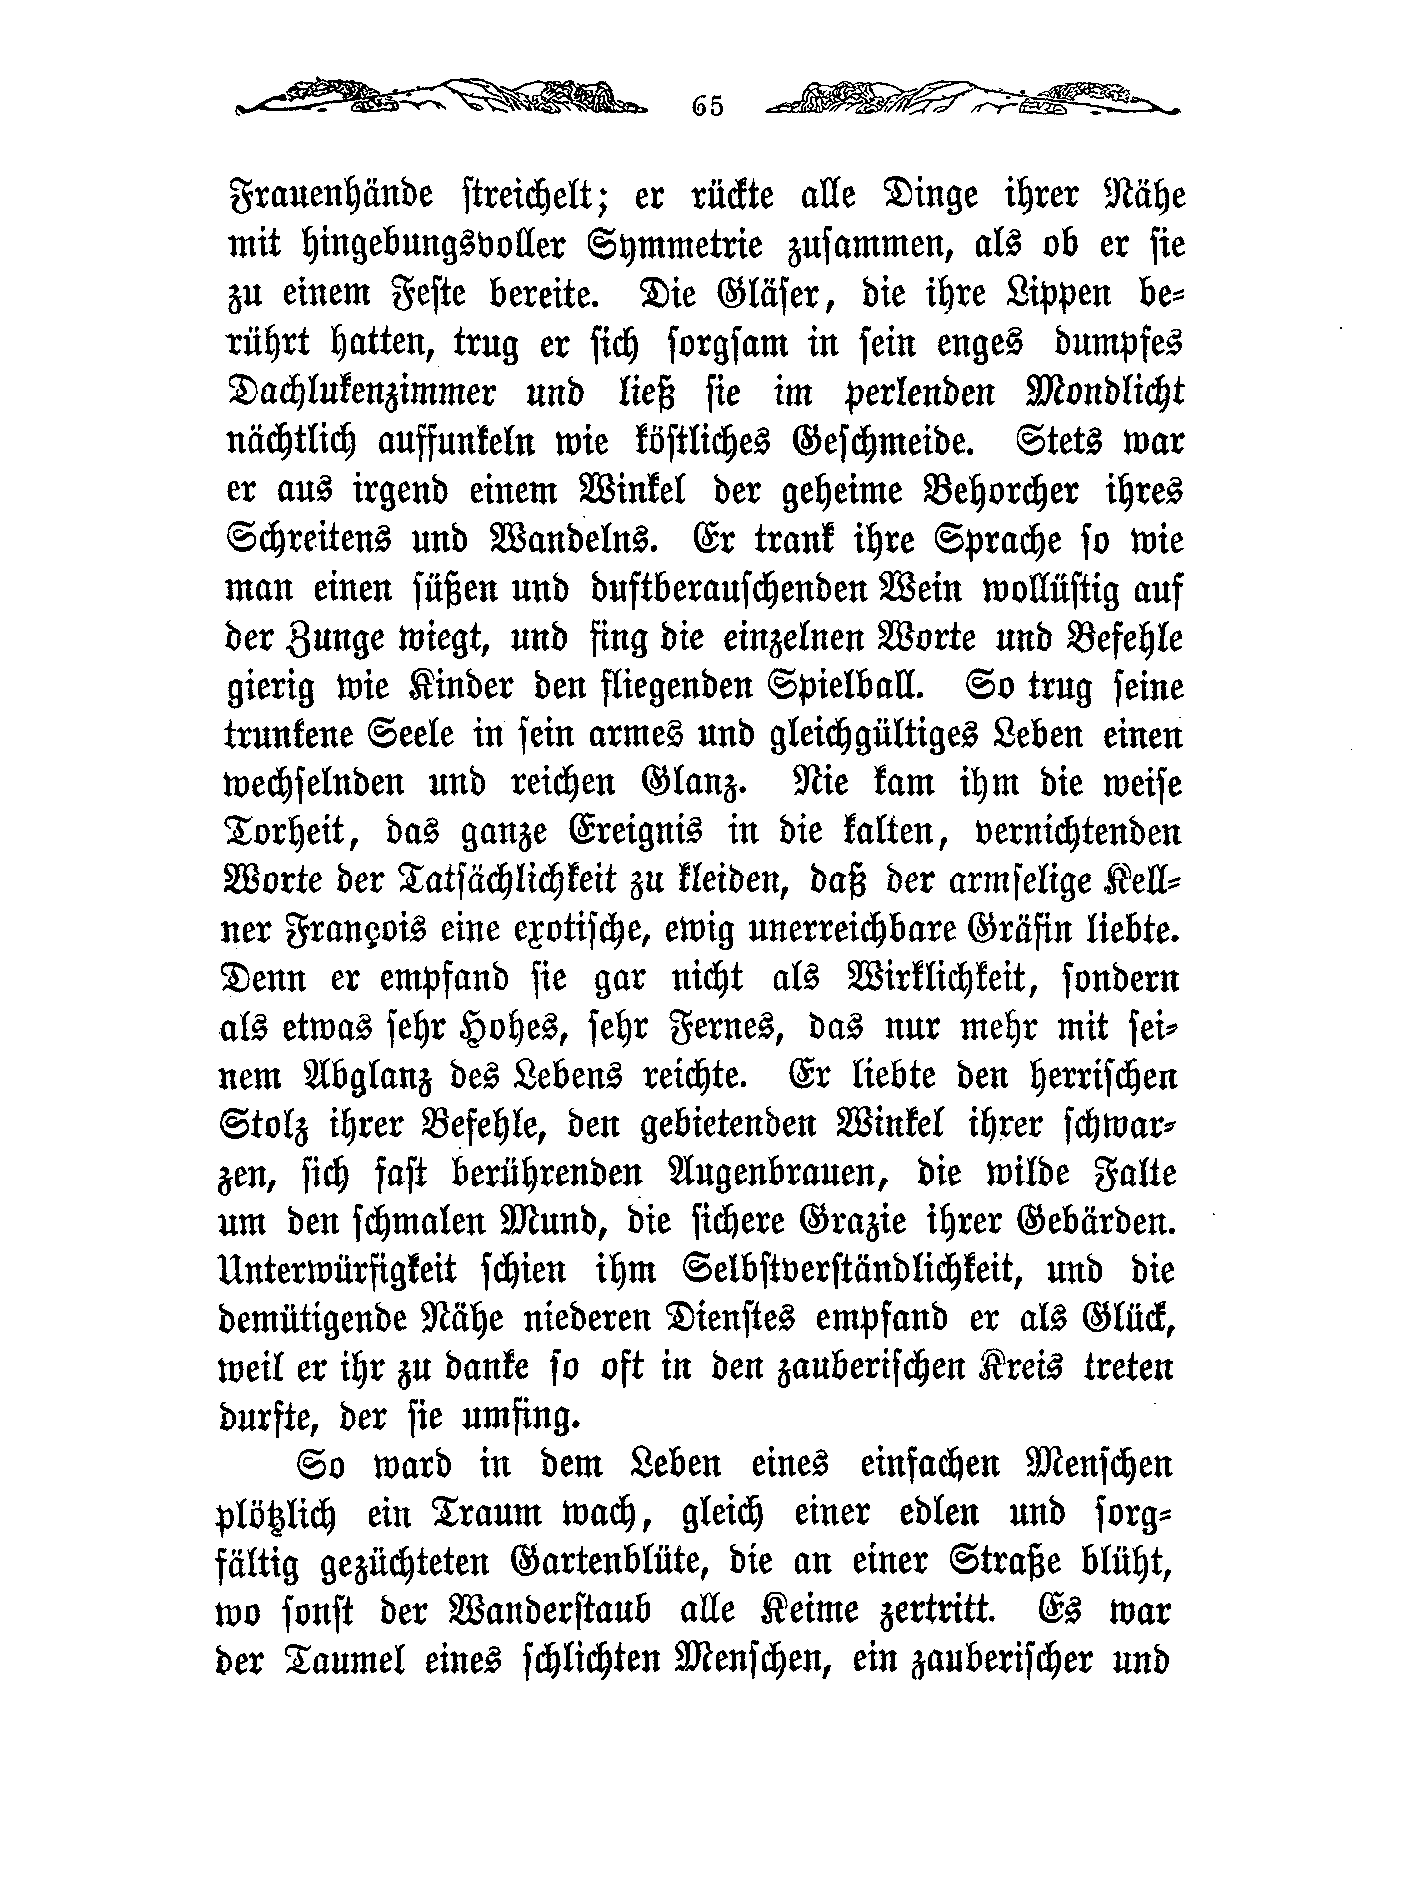 65
Frauenhände streichelt; er rückte alle Dinge ihrer Nähe
mit hingebungsvoller Symmetrie zusammen, als ob er sie
zu einem Feste bereite. Die Gläser, die ihre Lippen be-
rührt hatten, trug er sich sorgsam in sein enges dumpfes
Dachlukenzimmer und ließ sie im perlenden Mondlicht
nächtlich auffunkeln wie köstliches Geschmeide. Stets war
er aus irgend einem Winkel der geheime Behorcher ihres
Schreitens und Wandelns. Er trank ihre Sprache so wie
man einen süßen und duftberauschenden Wein wollüstig auf
der Zunge wiegt, und fing die einzelnen Worte und Befehle
gierig wie Kinder den fliegenden Spielball. So trug seine
trunkene Seele in sein armes und gleichgültiges Leben einen
wechselnden und reichen Glanz. Nie kam ihm die weise
Torheit, das ganze Ereignis in die kalten, vernichtenden
Worte der Tatsächlichkeit zu kleiden, daß der armselige Kell-
ner François eine exotische, ewig unerreichbare Gräfin liebte.
Denn er empfand sie gar nicht als Wirklichkeit, sondern
als etwas sehr Hohes, sehr Fernes, das nur mehr mit sei-
nem Abglanz des Lebens reichte. Er liebte den herrischen
Stolz ihrer Befehle, den gebietenden Winkel ihrer schwar-
zen, sich fast berührenden Augenbrauen, die wilde Falte
um den schmalen Mund, die sichere Grazie ihrer Gebärden.
Unterwürfigkeit schien ihm Selbstverständlichkeit, und die
demütigende Nähe niederen Dienstes empfand er als Glück,
weil er ihr zu danke so oft in den zauberischen Kreis treten
durfte, der sie umfing.
So ward in dem Leben eines einfachen Menschen
plötzlich ein Traum wach, gleich einer edlen und sorg-
fältig gezüchteten Gartenblüte, die an einer Straße blüht,
wo sonst der Wanderstaub alle Keime zertritt. Es war
der Taumel eines schlichten Menschen, ein zauberischer und